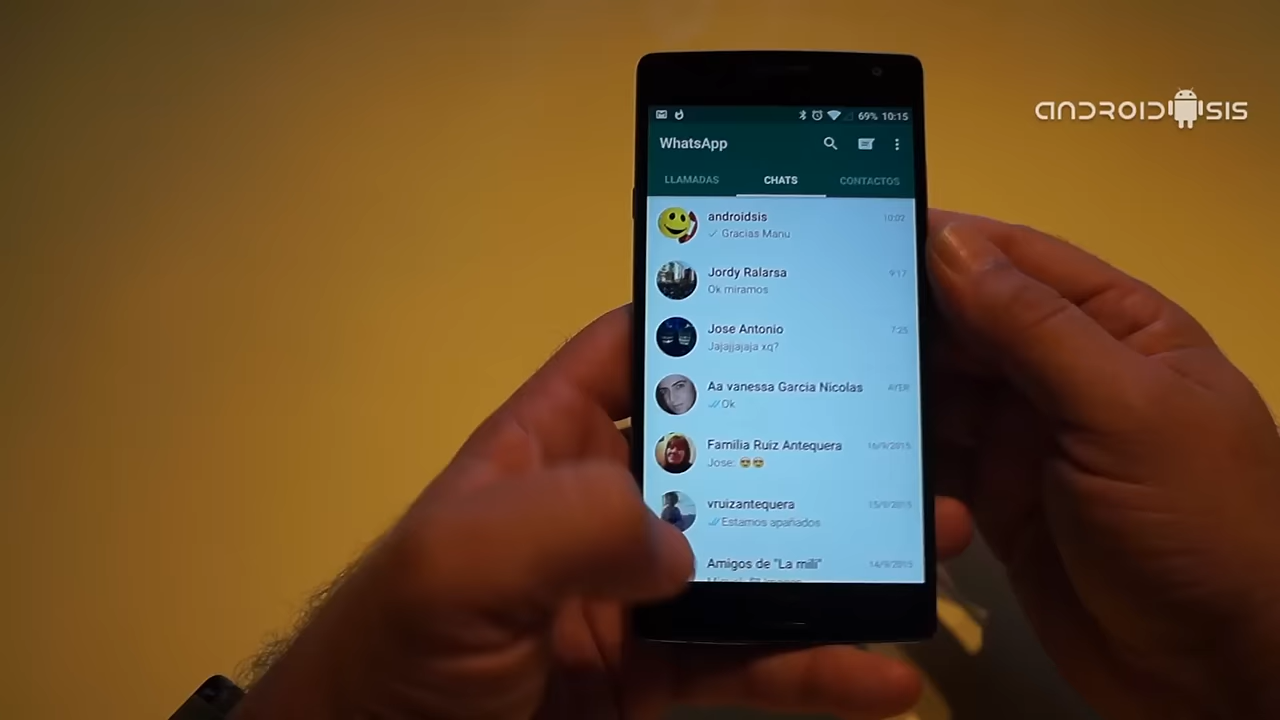 ANDROIDSIS
69% 10:15
WhatsApp
LLAMADAS CHATS CONTACTOS
androidsis 10:02
Gracias Manu
Jordy Ralarsa 9:17
Ok miramos
Jose Antonio 7:25
Jajajjajaja xq?
Aa vanessa Garcia Nicolas AYER
Ok
Familia Ruiz Antequera 16/9/2015
Jose: 😍😍
vruizantequera 15/9/2015
Estamos apañados
Amigos de "La mili" 14/9/2015